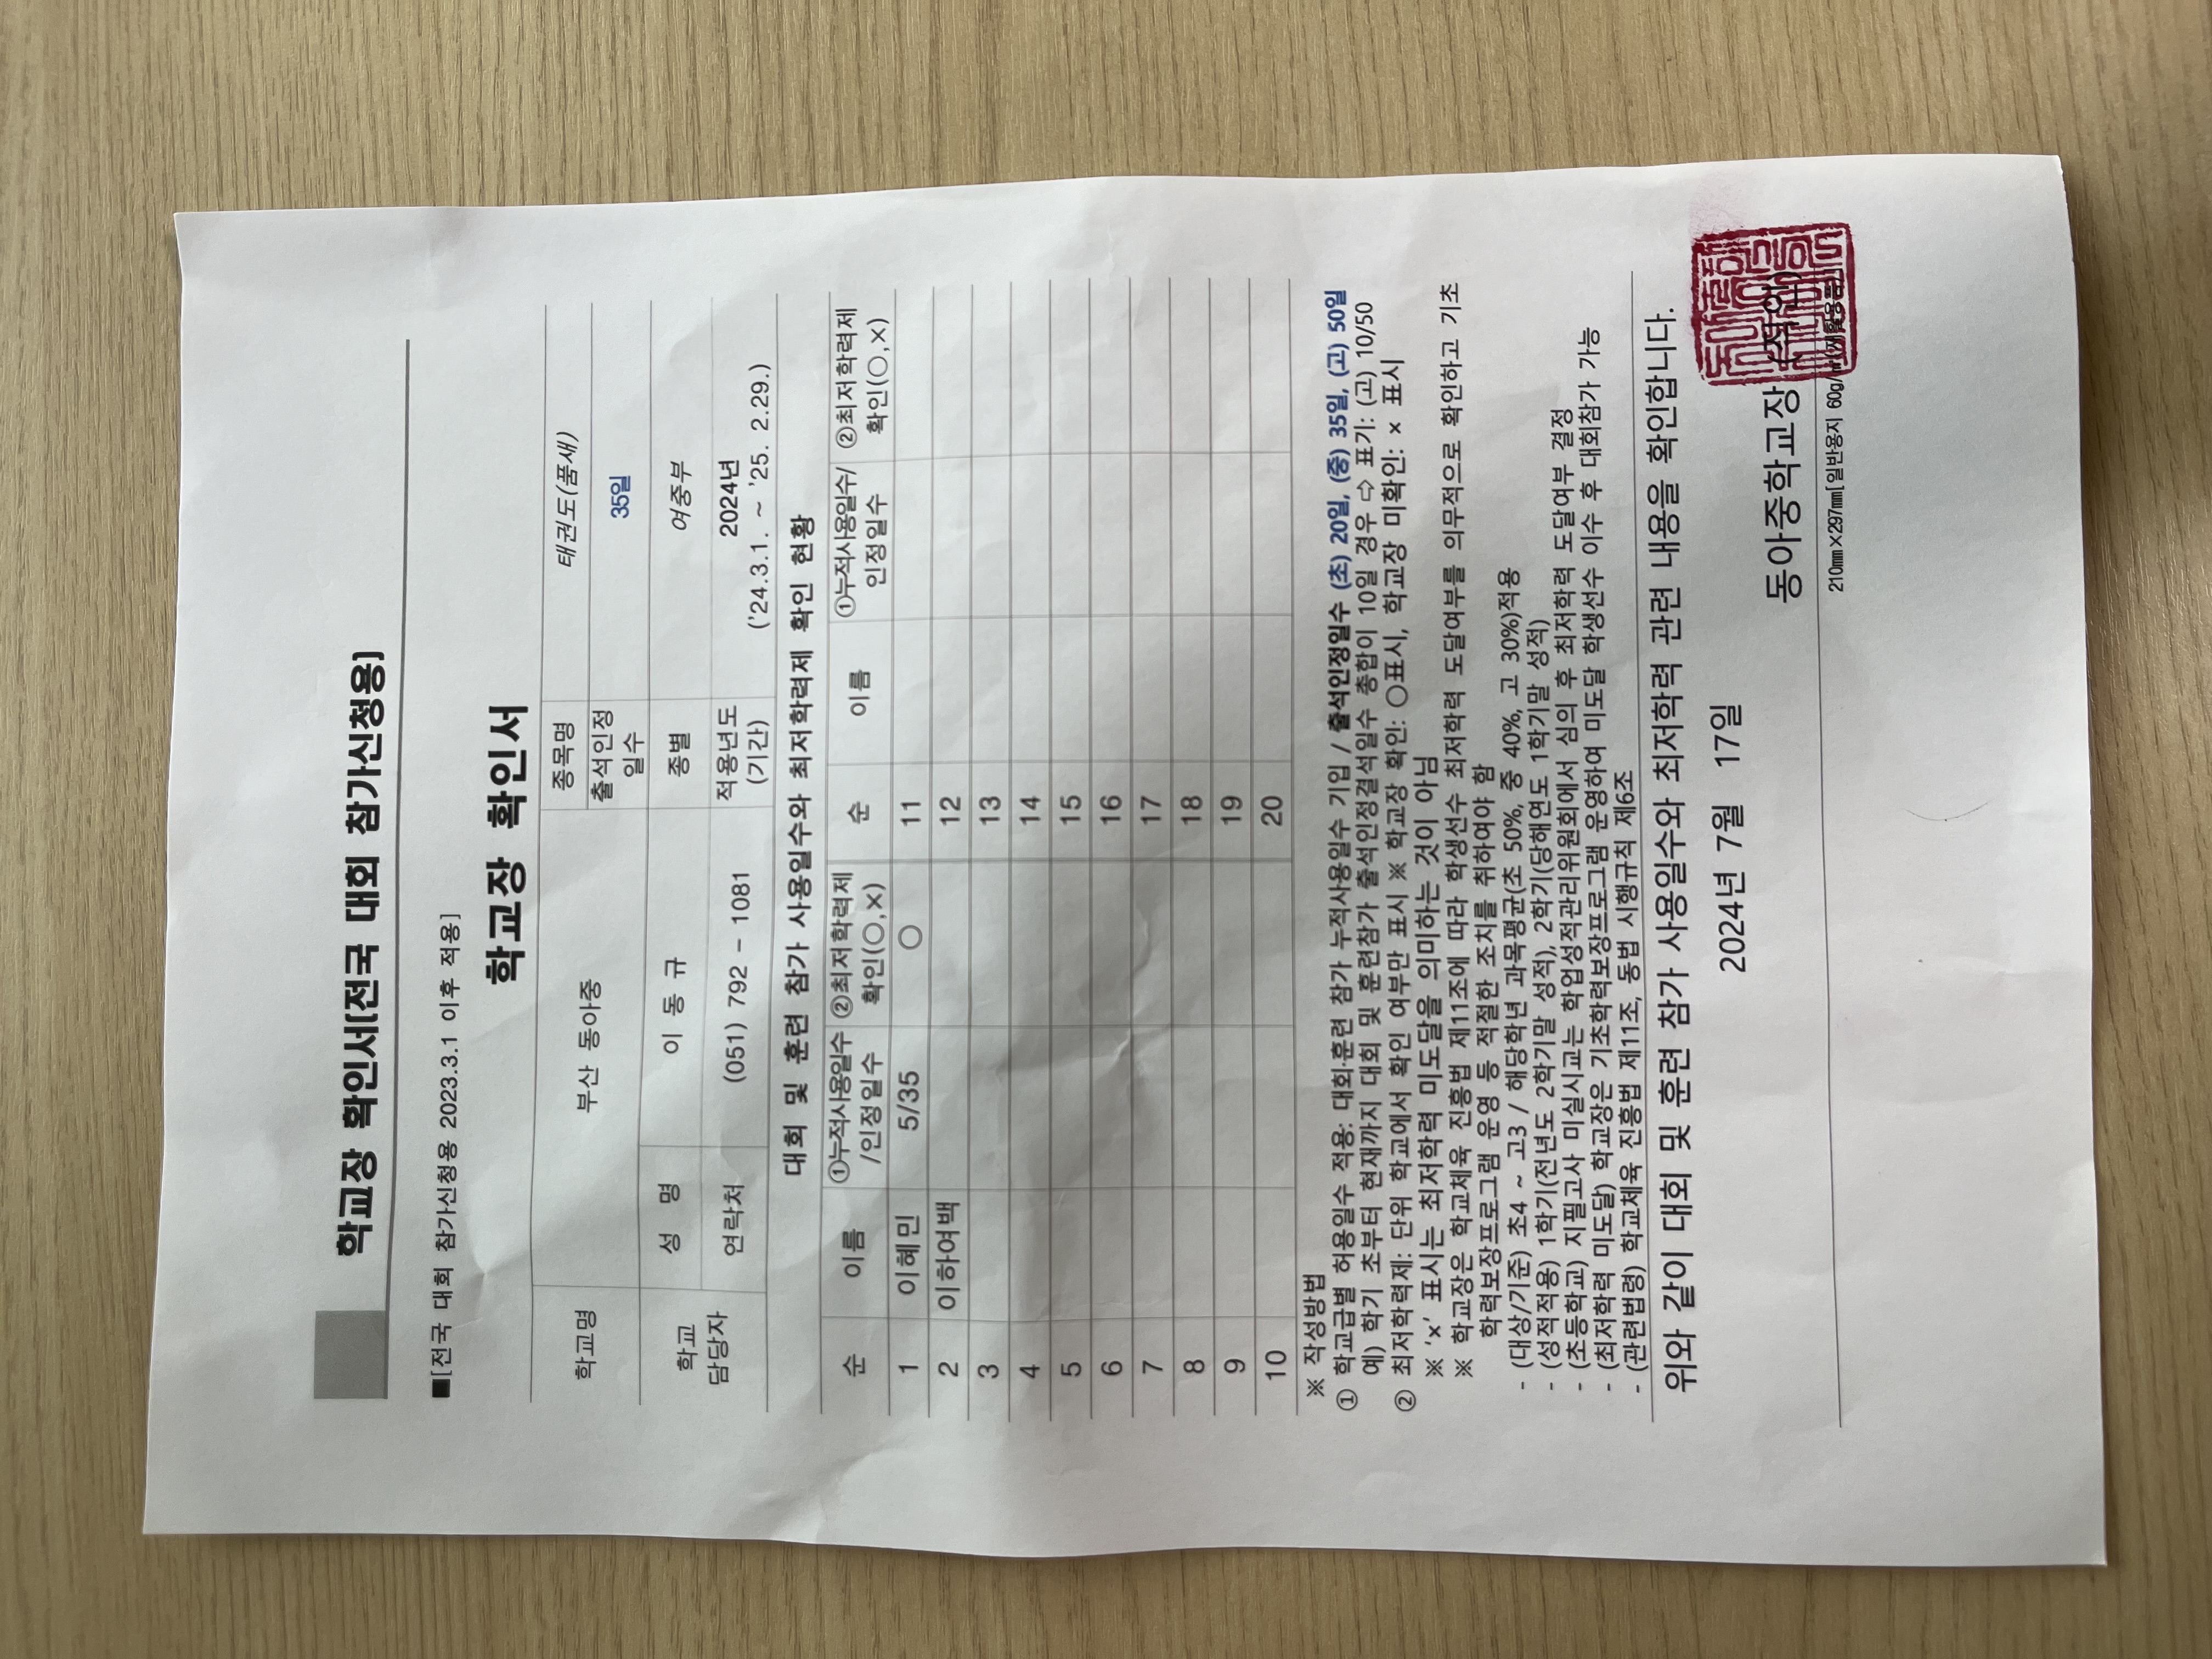 학교장 확인서[전국 대회 참가신청용]
■[전국 대회 참가신청용 2023.3.1 이후 적용]
학교장 확인서
학교명 부산 동아중 종목명 태권도(품새)
출석인정 일수 35일
학교 담당자 성 명 이 동 규 종별 여중부
연락처 (051) 792 - 1081 적용년도 (기간) 2024년 ('24.3.1. ~ '25. 2.29.)
대회 및 훈련 참가 사용일수와 최저학력제 확인 현황
순 이름 ①누적사용일수 /인정일수 ②최저학력제 확인(○,×) 순 이름 ①누적사용일수/ 인정일수 ②최저학력제 확인(○,×)
1 이혜민 5/35 ○ 11
2 이하여백 12
3 13
4 14
5 15
6 16
7 17
8 18
9 19
10 20
※ 작성방법
① 학교급별 허용일수 적용: 대회·훈련 참가 누적사용일수 기입 / 출석인정일수 (초) 20일, (중) 35일, (고) 50일
예) 학기 초부터 현재까지 대회 및 훈련참가 출석인정결석일수 총합이 10일 경우 ⇨ 표기: (고) 10/50
② 최저학력제: 단위 학교에서 확인 여부만 표시 ※ 학교장 확인: ○표시, 학교장 미확인: × 표시
※ '×' 표시는 최저학력 미도달을 의미하는 것이 아님
※ 학교장은 학교체육 진흥법 제11조에 따라 학생선수 최저학력 도달여부를 의무적으로 확인하고 기초
학력보장프로그램 운영 등 적절한 조치를 취하여야 함
- (대상/기준) 초4 ~ 고3 / 해당학년 과목평균(초 50%, 중 40%, 고 30%)적용
- (성적적용) 1학기(전년도 2학기말 성적), 2학기(당해연도 1학기말 성적)
- (초등학교) 지필고사 미실시교는 학업성적관리위원회에서 심의 후 최저학력 도달여부 결정
- (최저학력 미도달) 학교장은 기초학력보장프로그램 운영하여 미도달 학생선수 이수 후 대회참가 가능
- (관련법령) 학교체육 진흥법 제11조, 동법 시행규칙 제6조
위와 같이 대회 및 훈련 참가 사용일수와 최저학력 관련 내용을 확인합니다.
2024년 7월 17일
동아중학교장 (직인)
210㎜×297㎜[일반용지 60g/㎡(재활용품)]